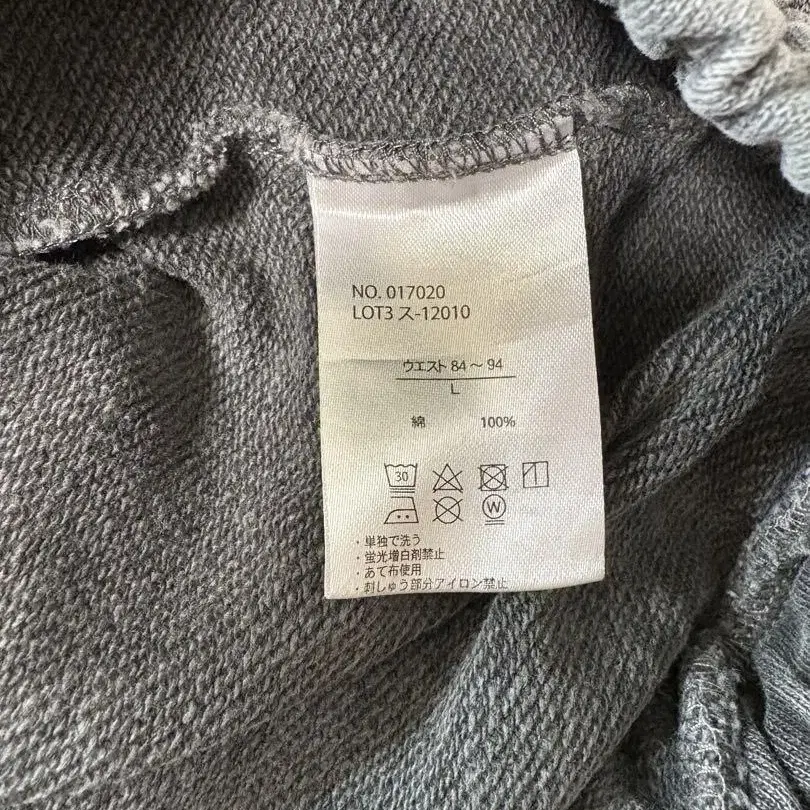 NO. 017020
LOT3 ス-12010
ウエスト 84～94
L
綿 100%
30
W
・単独で洗う
・蛍光増白剤禁止
・あて布使用
・刺しゅう部分アイロン禁止